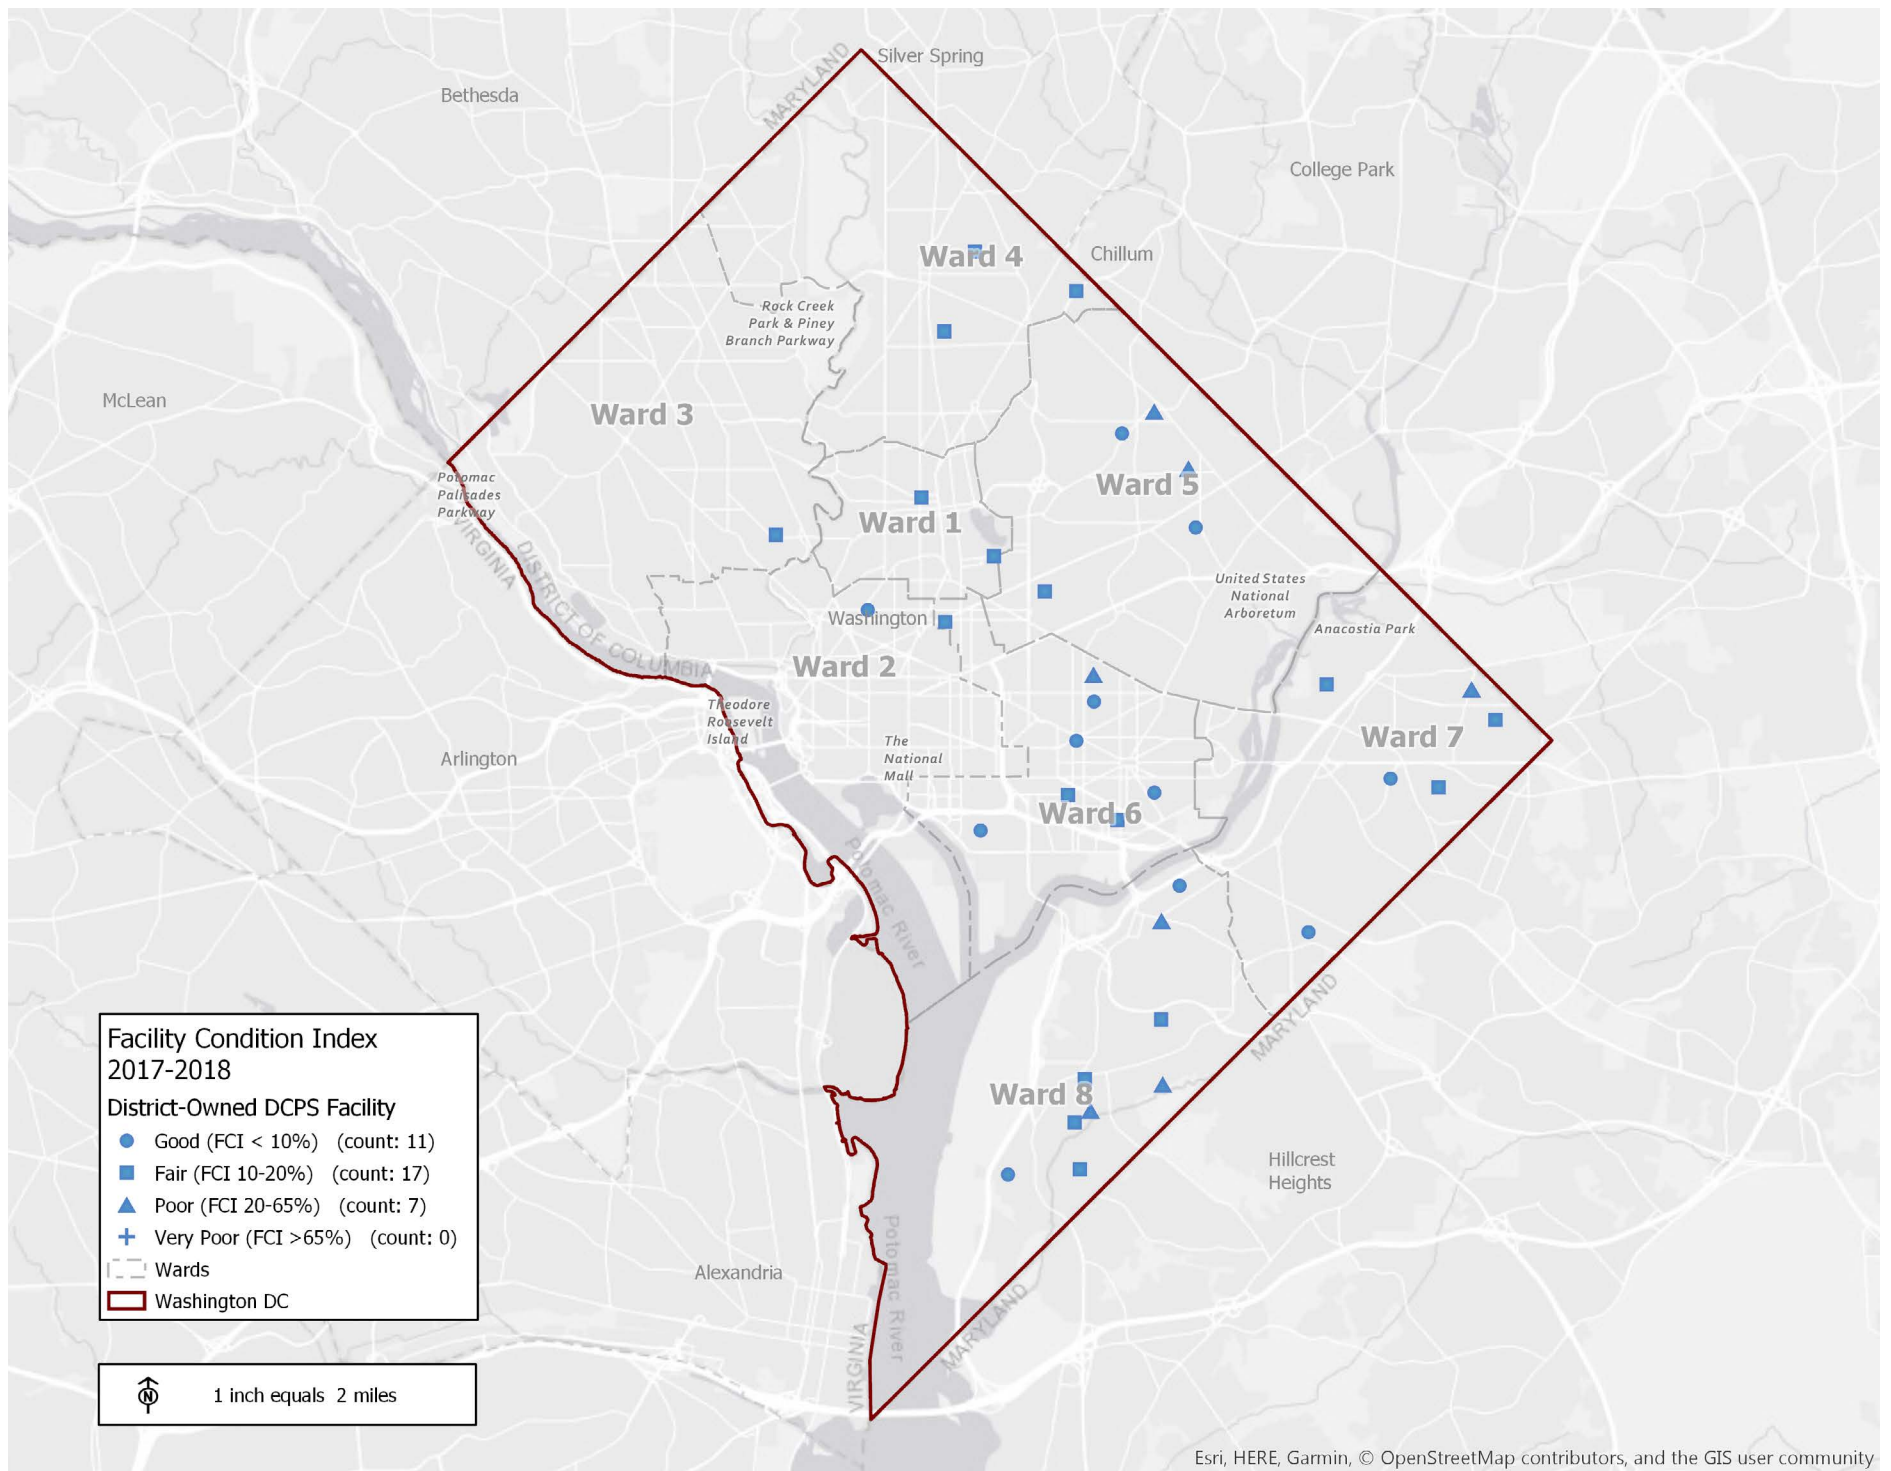 Silver Spring
MARYLAND
Bethesda
College Park
Ward 4
Chillum
Rock Creek
Park & Piney
Branch Parkway
McLean
Ward 3
Potomac
Palisades
Parkway
Ward 5
Ward 1
VIRGINIA
DISTRICT OF COLUMBIA
United States
National
Arboretum
Washington
Anacostia Park
Ward 2
Theodore
Roosevelt
Island
The
National
Mall
Ward 7
Arlington
Ward 6
Potomac River
MARYLAND
Ward 8
Hillcrest
Heights
Alexandria
Potomac River
VIRGINIA
MARYLAND
Facility Condition Index
2017-2018
District-Owned DCPS Facility
Good (FCI < 10%) (count: 11)
Fair (FCI 10-20%) (count: 17)
Poor (FCI 20-65%) (count: 7)
Very Poor (FCI >65%) (count: 0)
Wards
Washington DC
N
1 inch equals 2 miles
Esri, HERE, Garmin, © OpenStreetMap contributors, and the GIS user community